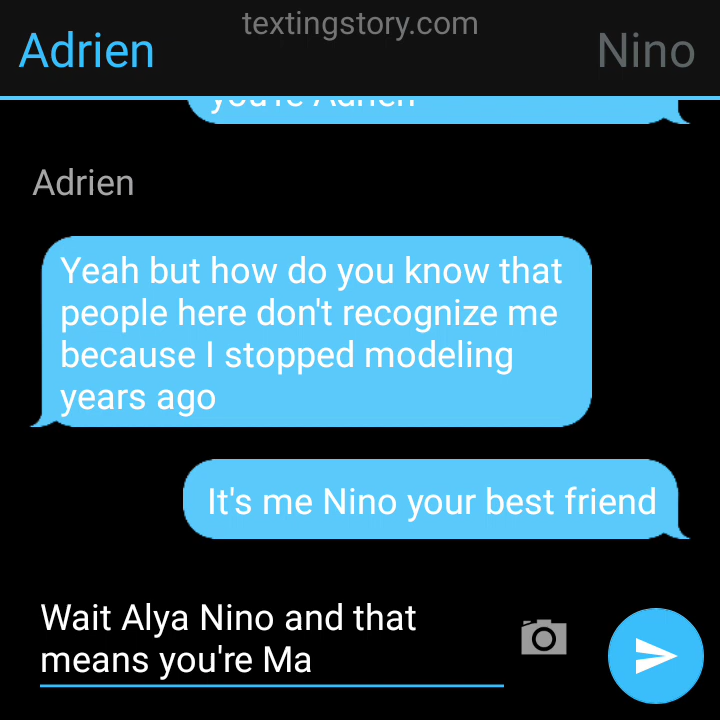 textingstory.com
Adrien
Nino
you're Adrien
Adrien
Yeah but how do you know that
people here don't recognize me
because I stopped modeling
years ago
It's me Nino your best friend
Wait Alya Nino and that
means you're Ma